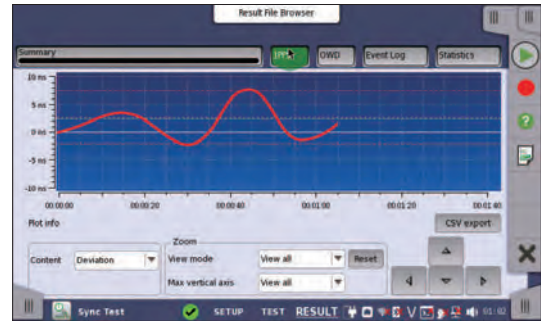 Result File Browser
Summary
1PPS
OWD
Event Log
Statistics
10 ns
5 ns
0 ns
-5 ns
-10 ns
00:00:00 00:00:20 00:00:40 00:01:00 00:01:20 00:01:40
Plot info
CSV export
Zoom
Content Deviation View mode View all Reset
Max vertical axis View all
Sync Test SETUP TEST RESULT 01:02